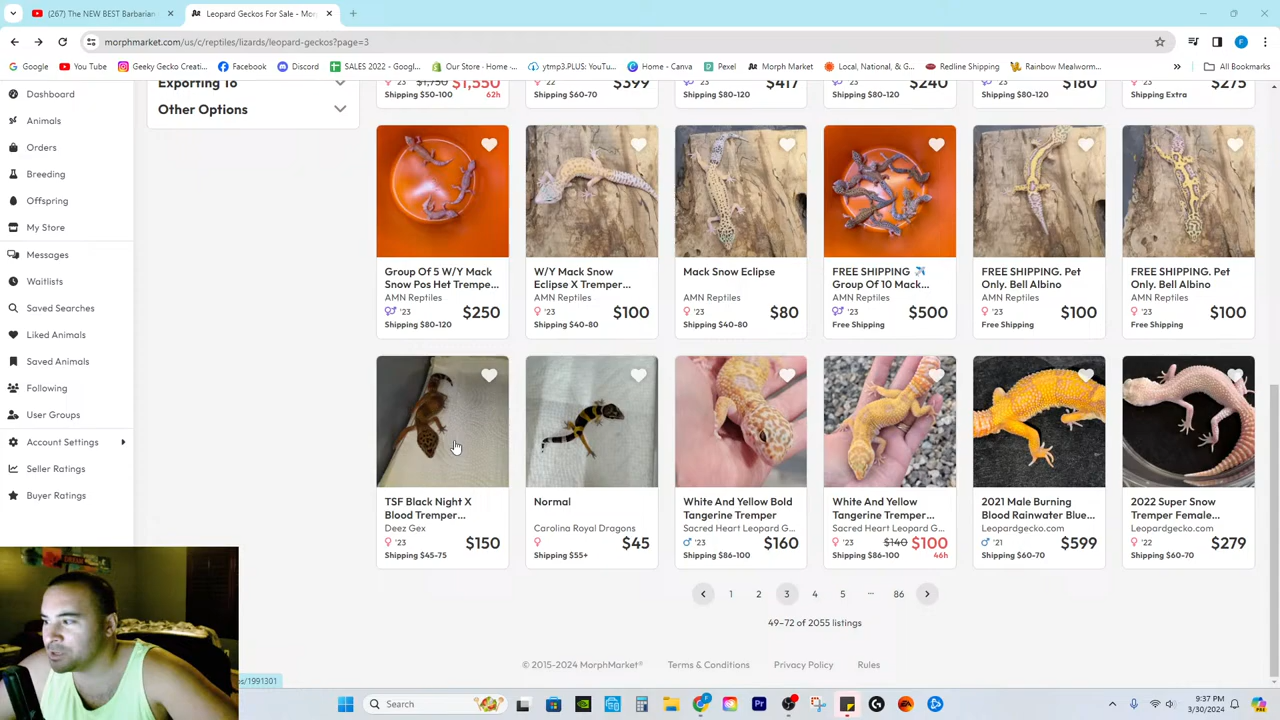 (267) The NEW BEST Barbarian
Leopard Geckos For Sale - Mor
morphmarket.com/us/c/reptiles/lizards/leopard-geckos?page=3
Google
You Tube
Geeky Gecko Creatio...
Facebook
Discord
SALES 2022 - Googl...
Our Store - Home -...
ytmp3.PLUS: YouTu...
Home - Canva
Pexel
Morph Market
Local, National, & G...
Redline Shipping
Rainbow Mealworm...
»
All Bookmarks
Dashboard
Animals
Orders
Breeding
Offspring
My Store
Messages
Waitlists
Saved Searches
Liked Animals
Saved Animals
Following
User Groups
Account Settings
Seller Ratings
Buyer Ratings
Exporting To
Other Options
'23 $1,750 $1,550
Shipping $50-100 62h
'22 $399
Shipping $60-70
$417
Shipping $80-120
$240
Shipping $80-120
$180
Shipping $80-120
$275
Shipping Extra
Group Of 5 W/Y Mack
Snow Pos Het Trempe...
AMN Reptiles
'23 $250
Shipping $80-120
W/Y Mack Snow
Eclipse X Tremper...
AMN Reptiles
'23 $100
Shipping $40-80
Mack Snow Eclipse
AMN Reptiles
'23 $80
Shipping $40-80
FREE SHIPPING ✈️
Group Of 10 Mack...
AMN Reptiles
'23 $500
Free Shipping
FREE SHIPPING. Pet
Only. Bell Albino
AMN Reptiles
'23 $100
Free Shipping
FREE SHIPPING. Pet
Only. Bell Albino
AMN Reptiles
'23 $100
Free Shipping
TSF Black Night X
Blood Tremper...
Deez Gex
'23 $150
Shipping $45-75
Normal
Carolina Royal Dragons
$45
Shipping $55+
White And Yellow Bold
Tangerine Tremper
Sacred Heart Leopard G...
'23 $160
Shipping $86-100
White And Yellow
Tangerine Tremper...
Sacred Heart Leopard G...
'23 $140 $100
Shipping $86-100 46h
2021 Male Burning
Blood Rainwater Blue...
Leopardgecko.com
'21 $599
Shipping $60-70
2022 Super Snow
Tremper Female...
Leopardgecko.com
'22 $279
Shipping $60-70
1 2 3 4 5 ... 86
49–72 of 2055 listings
© 2015-2024 MorphMarket® Terms & Conditions Privacy Policy Rules
os/1991301
Search
9:37 PM
3/30/2024